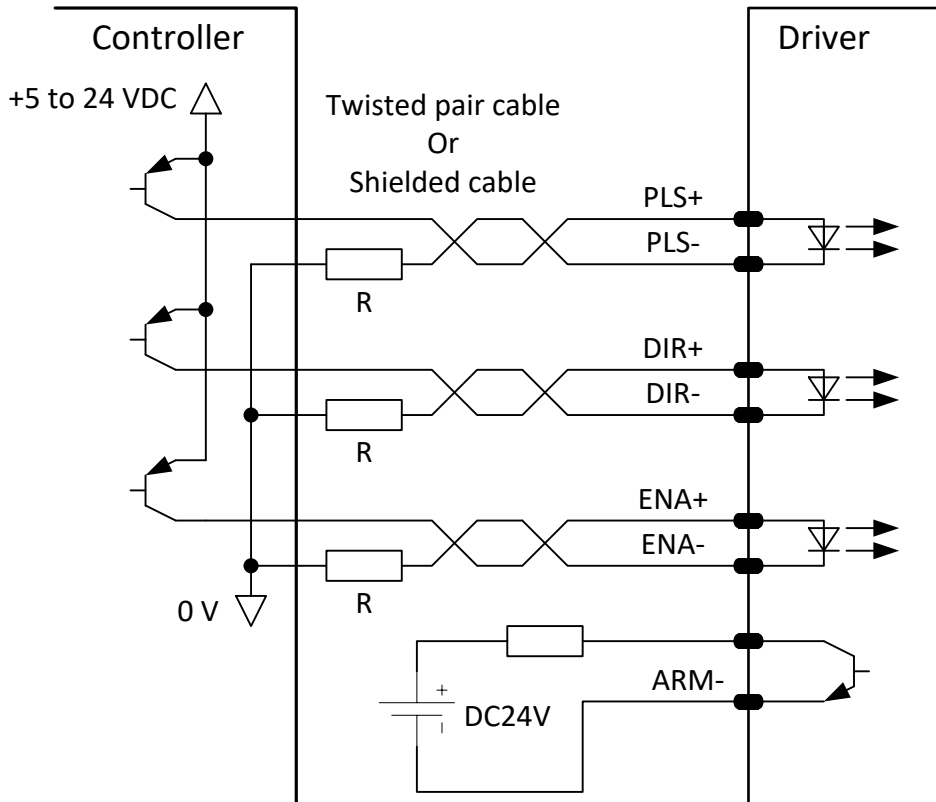 Controller
Driver
+5 to 24 VDC
Twisted pair cable
Or
Shielded cable
PLS+
PLS-
R
DIR+
DIR-
R
ENA+
ENA-
R
0 V
ARM-
+
-
DC24V